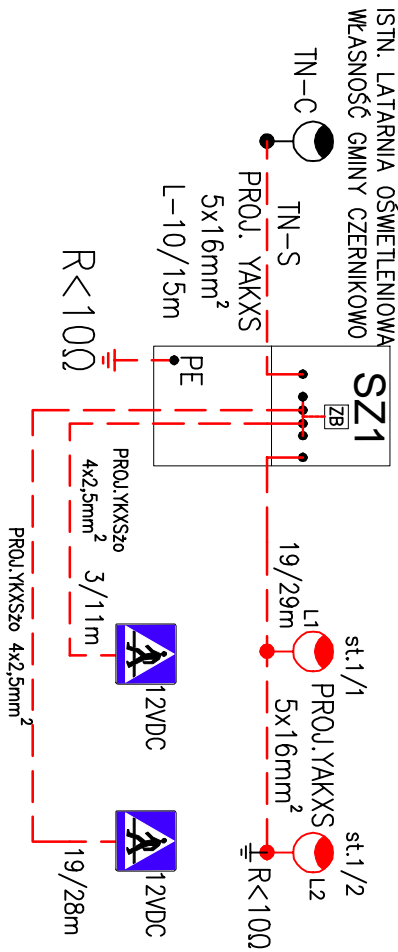 ISTN. LATARNIA OŚWIETLENIOWA
WŁASNOŚĆ GMINY CZERNIKOWO
TN-C
TN-S
PROJ. YAKXS
5x16mm²
L-10/15m
R<10Ω
PE
SZ1
ZB
19/29m
L1
st.1/1
PROJ.YAKXS
5x16mm²
st.1/2
L2
R<10Ω
PROJ.YKXSżo
4x2,5mm²
3/11m
12VDC
PROJ.YKXSżo 4x2,5mm²
19/28m
12VDC